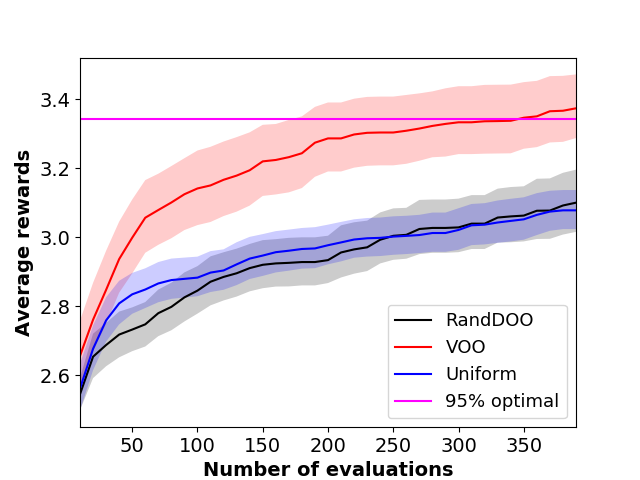 3.4
3.2
3.0
2.8
2.6
Average rewards
RandDOO
VOO
Uniform
95% optimal
50 100 150 200 250 300 350
Number of evaluations